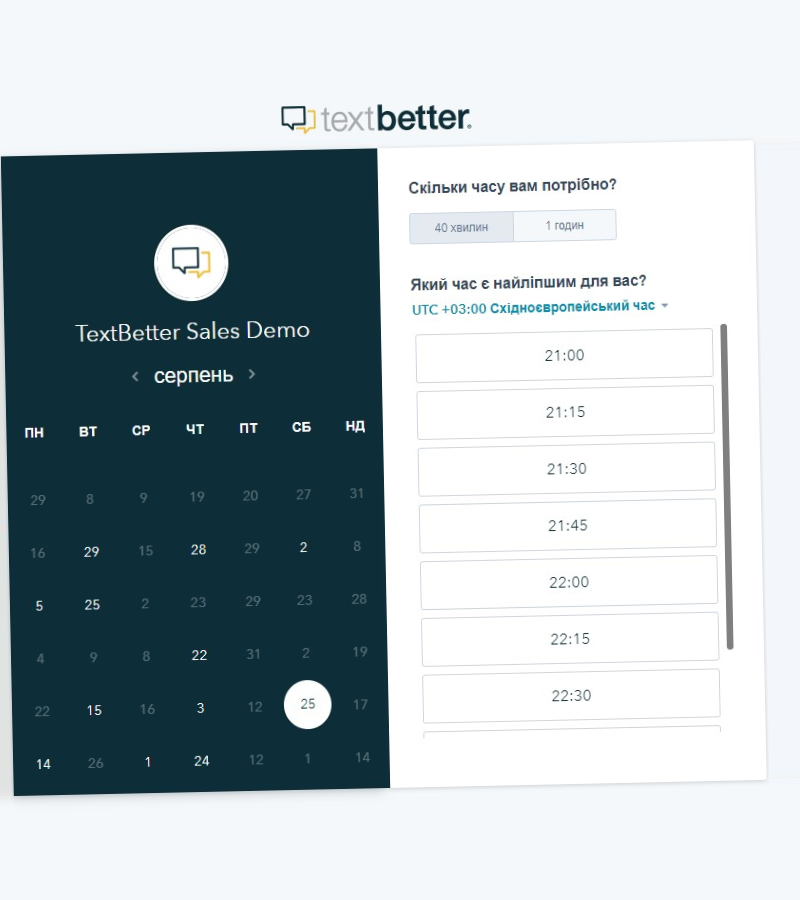 textbetter.
TextBetter Sales Demo
серпень
ПН ВТ СР ЧТ ПТ СБ НД
29 8 9 19 20 27 31
16 29 15 28 29 2 8
5 25 2 23 29 23 28
4 9 8 22 31 2 19
22 15 16 3 12 25 17
14 26 1 24 12 1 14
Скільки часу вам потрібно?
40 хвилин 1 годин
Який час є найліпшим для вас?
UTC +03:00 Східноєвропейський час
21:00
21:15
21:30
21:45
22:00
22:15
22:30